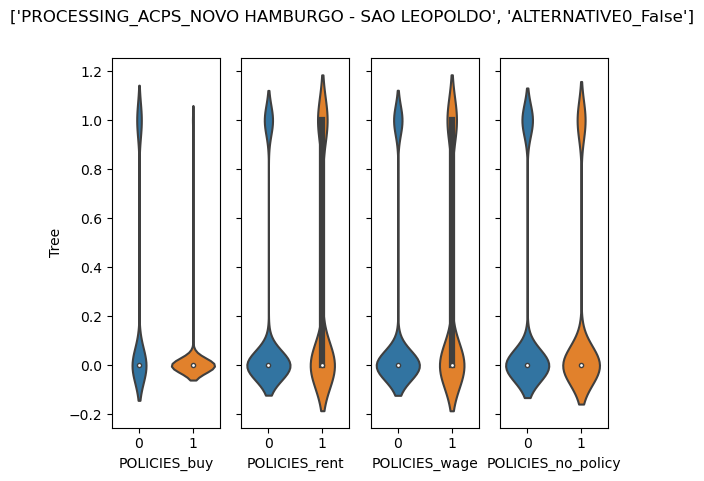 ['PROCESSING_ACPS_NOVO HAMBURGO - SAO LEOPOLDO', 'ALTERNATIVE0_False']
1.2
1.0
0.8
0.6
0.4
0.2
0.0
−0.2
Tree
0 1
POLICIES_buy
0 1
POLICIES_rent
0 1
POLICIES_wage
0 1
POLICIES_no_policy